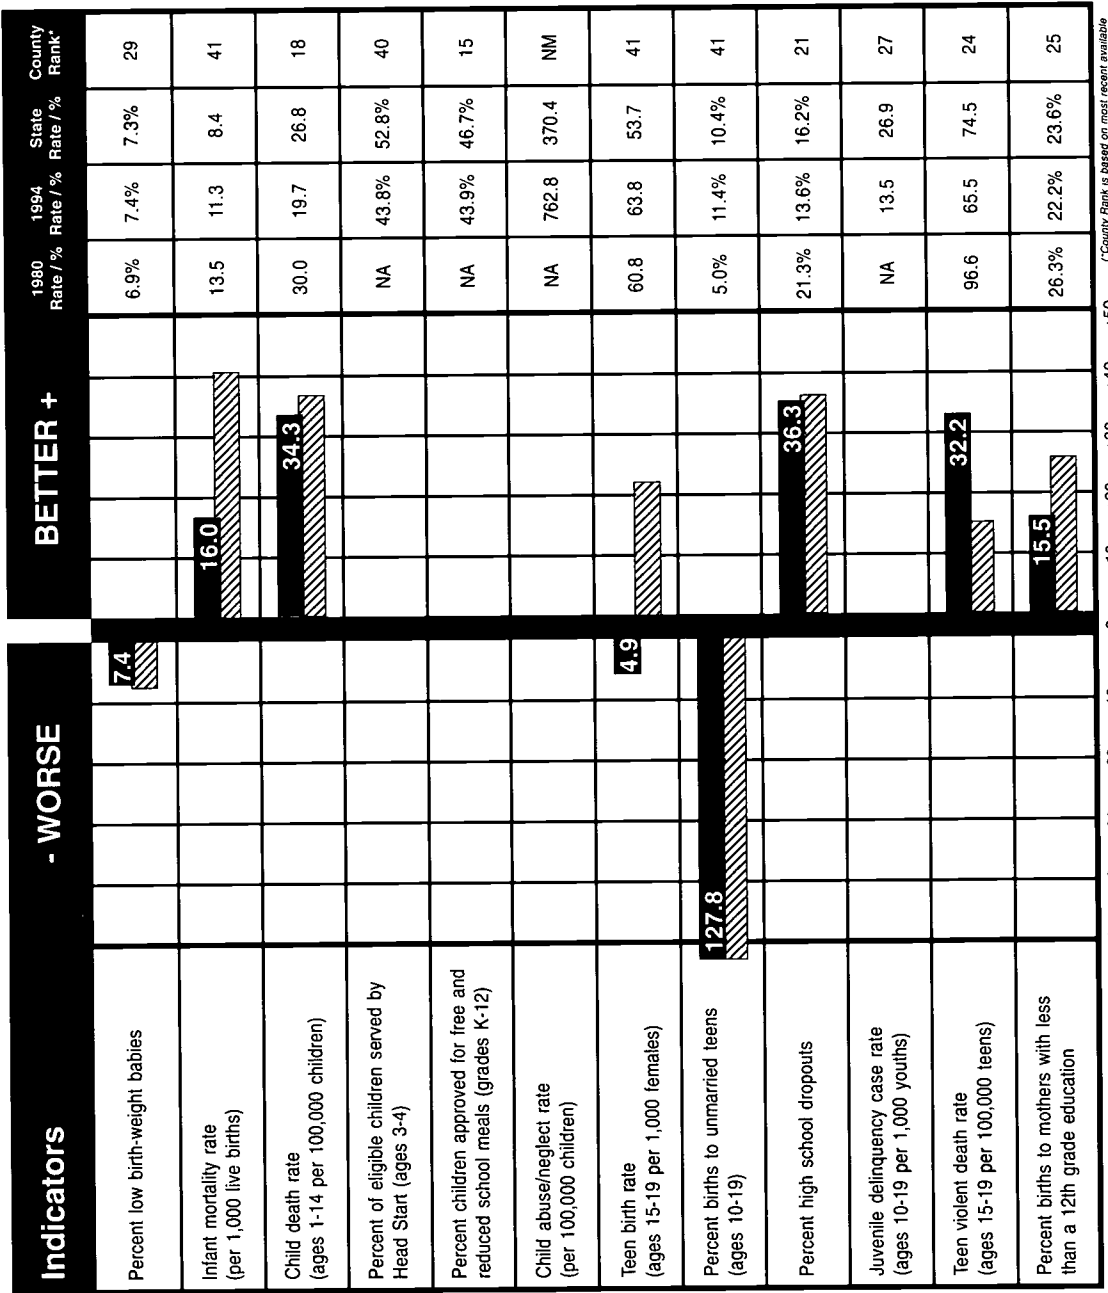 Indicators - WORSE BETTER + 1980 Rate / % 1994 Rate / % State Rate / % County Rank*
Percent low birth-weight babies 7.4 6.9% 7.4% 7.3% 29
Infant mortality rate
(per 1,000 live births) 16.0 13.5 11.3 8.4 41
Child death rate
(ages 1-14 per 100,000 children) 34.3 30.0 19.7 26.8 18
Percent of eligible children served by
Head Start (ages 3-4) NA 43.8% 52.8% 40
Percent children approved for free and
reduced school meals (grades K-12) NA 43.9% 46.7% 15
Child abuse/neglect rate
(per 100,000 children) NA 762.8 370.4 NM
Teen birth rate
(ages 15-19 per 1,000 females) 4.9 60.8 63.8 53.7 41
Percent births to unmarried teens
(ages 10-19) 127.8 5.0% 11.4% 10.4% 41
Percent high school dropouts 36.3 21.3% 13.6% 16.2% 21
Juvenile delinquency case rate
(ages 10-19 per 1,000 youths) NA 13.5 26.9 27
Teen violent death rate
(ages 15-19 per 100,000 teens) 32.2 96.6 65.5 74.5 24
Percent births to mothers with less
than a 12th grade education 15.5 26.3% 22.2% 23.6% 25
(*County Rank is based on most recent available